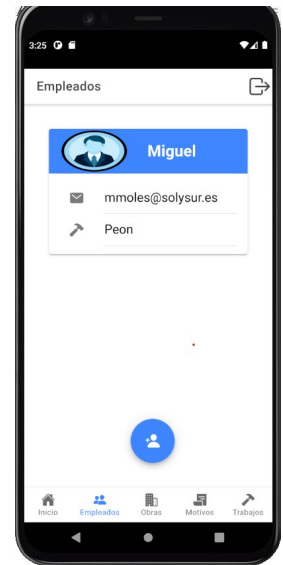 3:25
Empleados
Miguel
mmoles@solysur.es
Peon
Inicio Empleados Obras Motivos Trabajos